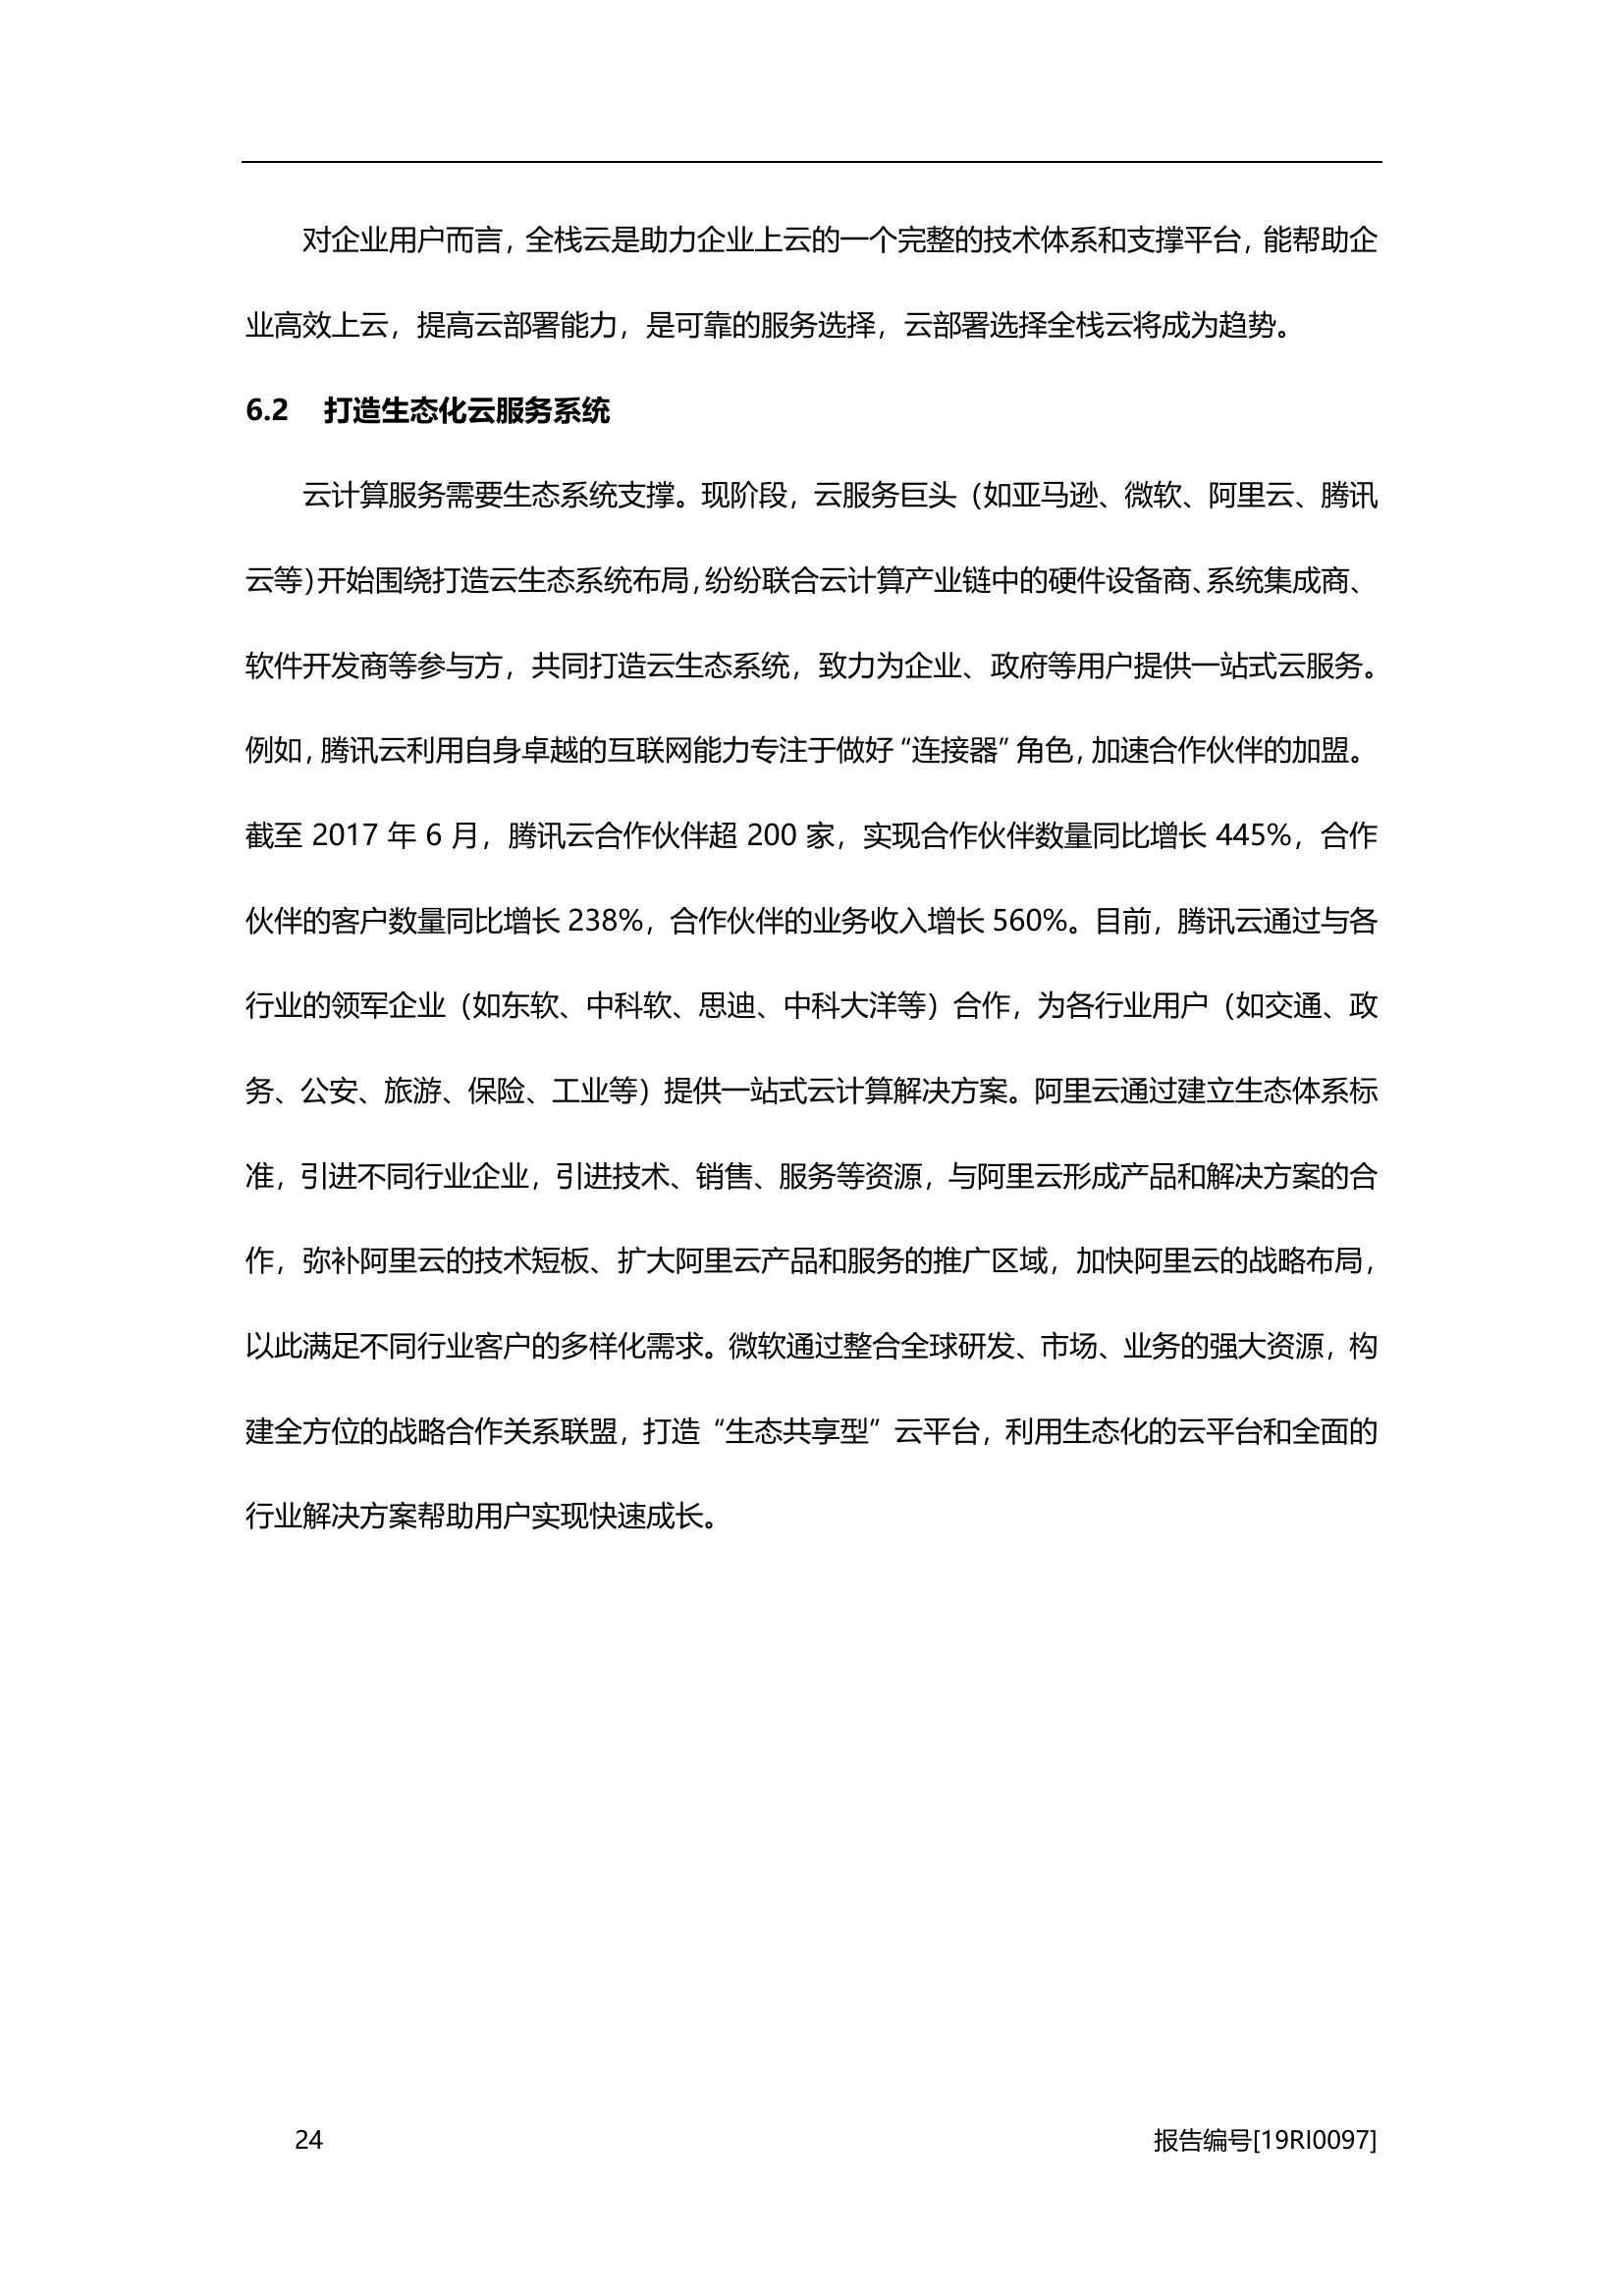 对企业用户而言，全栈云是助力企业上云的一个完整的技术体系和支撑平台，能帮助企
业高效上云，提高云部署能力，是可靠的服务选择，云部署选择全栈云将成为趋势。
6.2 打造生态化云服务系统
云计算服务需要生态系统支撑。现阶段，云服务巨头（如亚马逊、微软、阿里云、腾讯
云等）开始围绕打造云生态系统布局，纷纷联合云计算产业链中的硬件设备商、系统集成商、
软件开发商等参与方，共同打造云生态系统，致力为企业、政府等用户提供一站式云服务。
例如，腾讯云利用自身卓越的互联网能力专注于做好“连接器”角色，加速合作伙伴的加盟。
截至 2017 年 6 月，腾讯云合作伙伴超 200 家，实现合作伙伴数量同比增长 445%，合作
伙伴的客户数量同比增长 238%，合作伙伴的业务收入增长 560%。目前，腾讯云通过与各
行业的领军企业（如东软、中科软、思迪、中科大洋等）合作，为各行业用户（如交通、政
务、公安、旅游、保险、工业等）提供一站式云计算解决方案。阿里云通过建立生态体系标
准，引进不同行业企业，引进技术、销售、服务等资源，与阿里云形成产品和解决方案的合
作，弥补阿里云的技术短板、扩大阿里云产品和服务的推广区域，加快阿里云的战略布局，
以此满足不同行业客户的多样化需求。微软通过整合全球研发、市场、业务的强大资源，构
建全方位的战略合作关系联盟，打造“生态共享型”云平台，利用生态化的云平台和全面的
行业解决方案帮助用户实现快速成长。
24 报告编号[19RI0097]